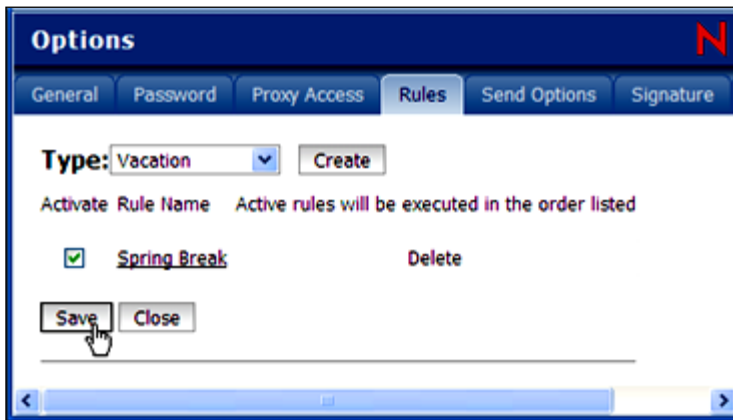 Options N
General Password Proxy Access Rules Send Options Signature
Type: Vacation Create
Activate Rule Name Active rules will be executed in the order listed
Spring Break Delete
Save Close